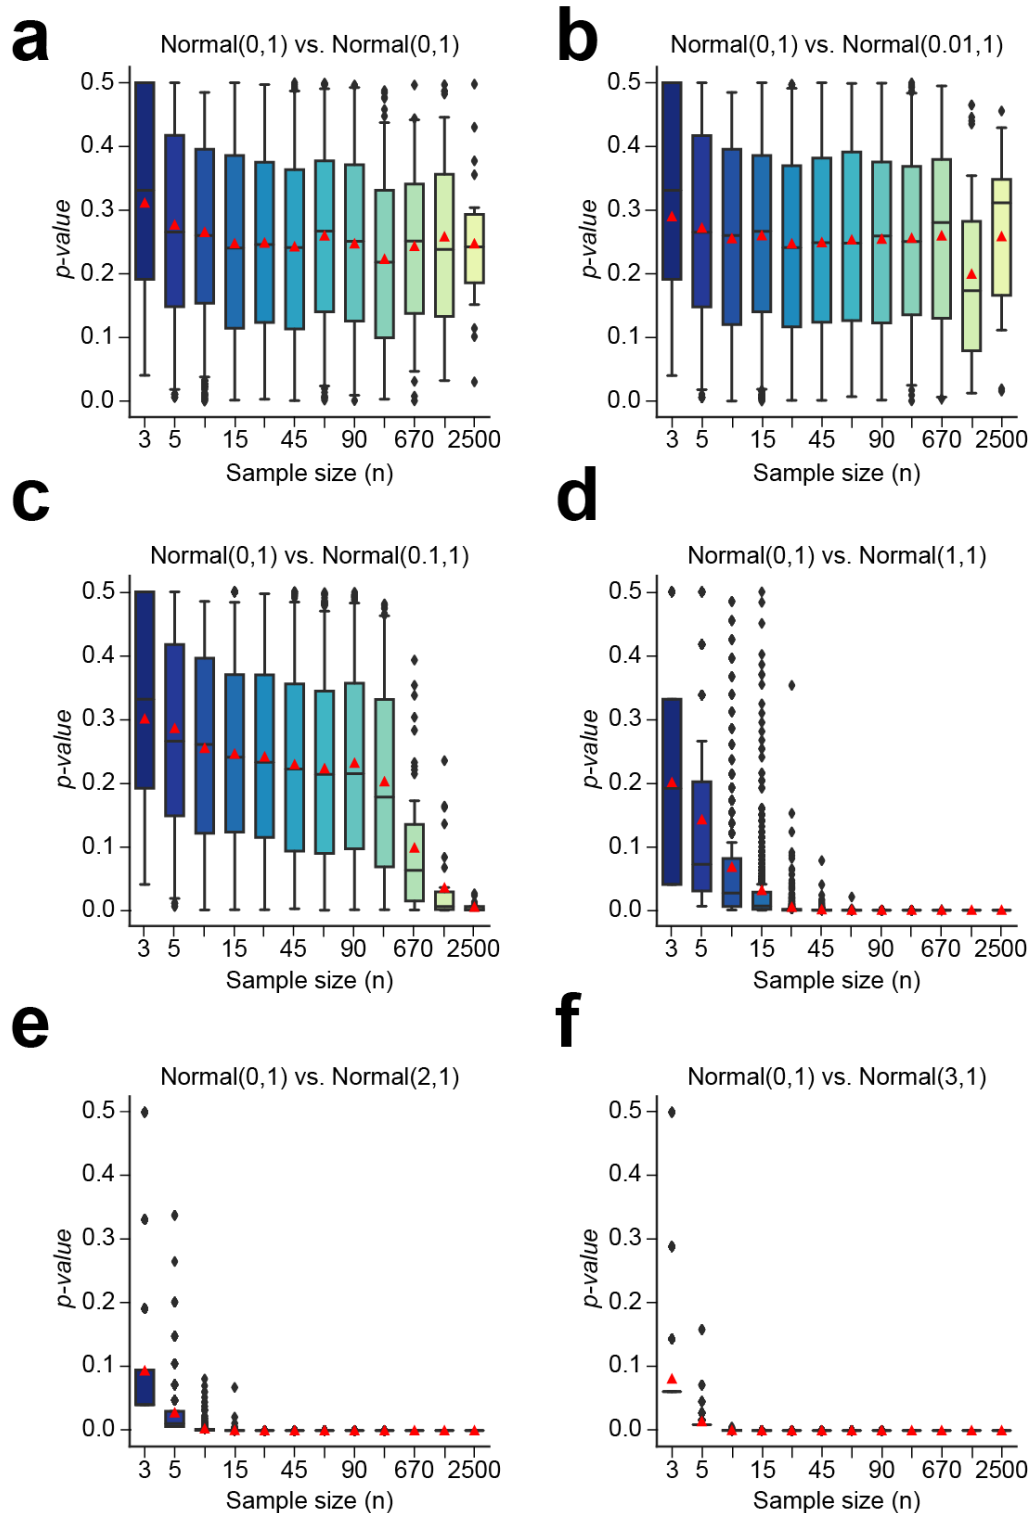 a
b
Normal(0,1) vs. Normal(0,1)
Normal(0,1) vs. Normal(0.01,1)
0.5
0.4
0.3
0.2
0.1
0.0
p-value
3 5 15 45 90 670 2500
Sample size (n)
0.5
0.4
0.3
0.2
0.1
0.0
p-value
3 5 15 45 90 670 2500
Sample size (n)
c
d
Normal(0,1) vs. Normal(0.1,1)
Normal(0,1) vs. Normal(1,1)
0.5
0.4
0.3
0.2
0.1
0.0
p-value
3 5 15 45 90 670 2500
Sample size (n)
0.5
0.4
0.3
0.2
0.1
0.0
p-value
3 5 15 45 90 670 2500
Sample size (n)
e
f
Normal(0,1) vs. Normal(2,1)
Normal(0,1) vs. Normal(3,1)
0.5
0.4
0.3
0.2
0.1
0.0
p-value
3 5 15 45 90 670 2500
Sample size (n)
0.5
0.4
0.3
0.2
0.1
0.0
p-value
3 5 15 45 90 670 2500
Sample size (n)